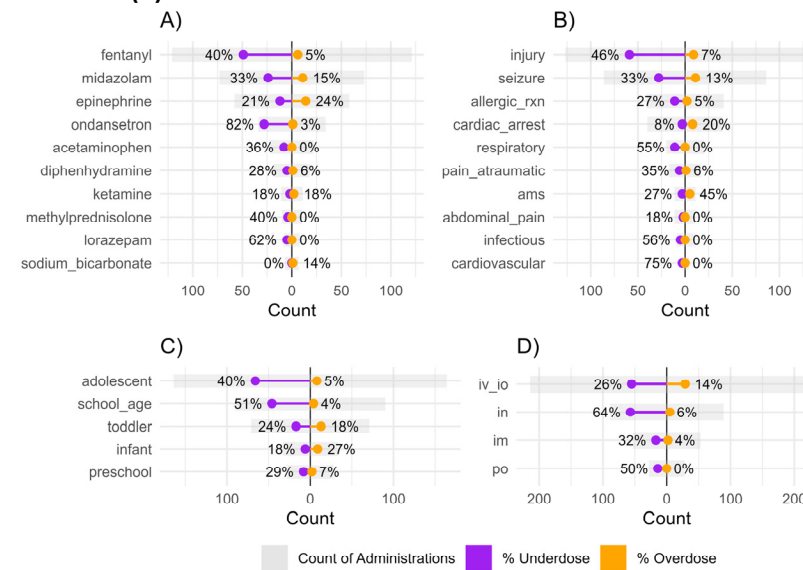 A)
fentanyl 40% 5%
midazolam 33% 15%
epinephrine 21% 24%
ondansetron 82% 3%
acetaminophen 36% 0%
diphenhydramine 28% 6%
ketamine 18% 18%
methylprednisolone 40% 0%
lorazepam 62% 0%
sodium_bicarbonate 0% 14%
100 50 0 50 100
Count
B)
injury 46% 7%
seizure 33% 13%
allergic_rxn 27% 5%
cardiac_arrest 8% 20%
respiratory 55% 0%
pain_atraumatic 35% 6%
ams 27% 45%
abdominal_pain 18% 0%
infectious 56% 0%
cardiovascular 75% 0%
100 50 0 50 100
Count
C)
adolescent 40% 5%
school_age 51% 4%
toddler 24% 18%
infant 18% 27%
preschool 29% 7%
100 0 100
Count
D)
iv_io 26% 14%
in 64% 6%
im 32% 4%
po 50% 0%
200 100 0 100 200
Count
Count of Administrations % Underdose % Overdose